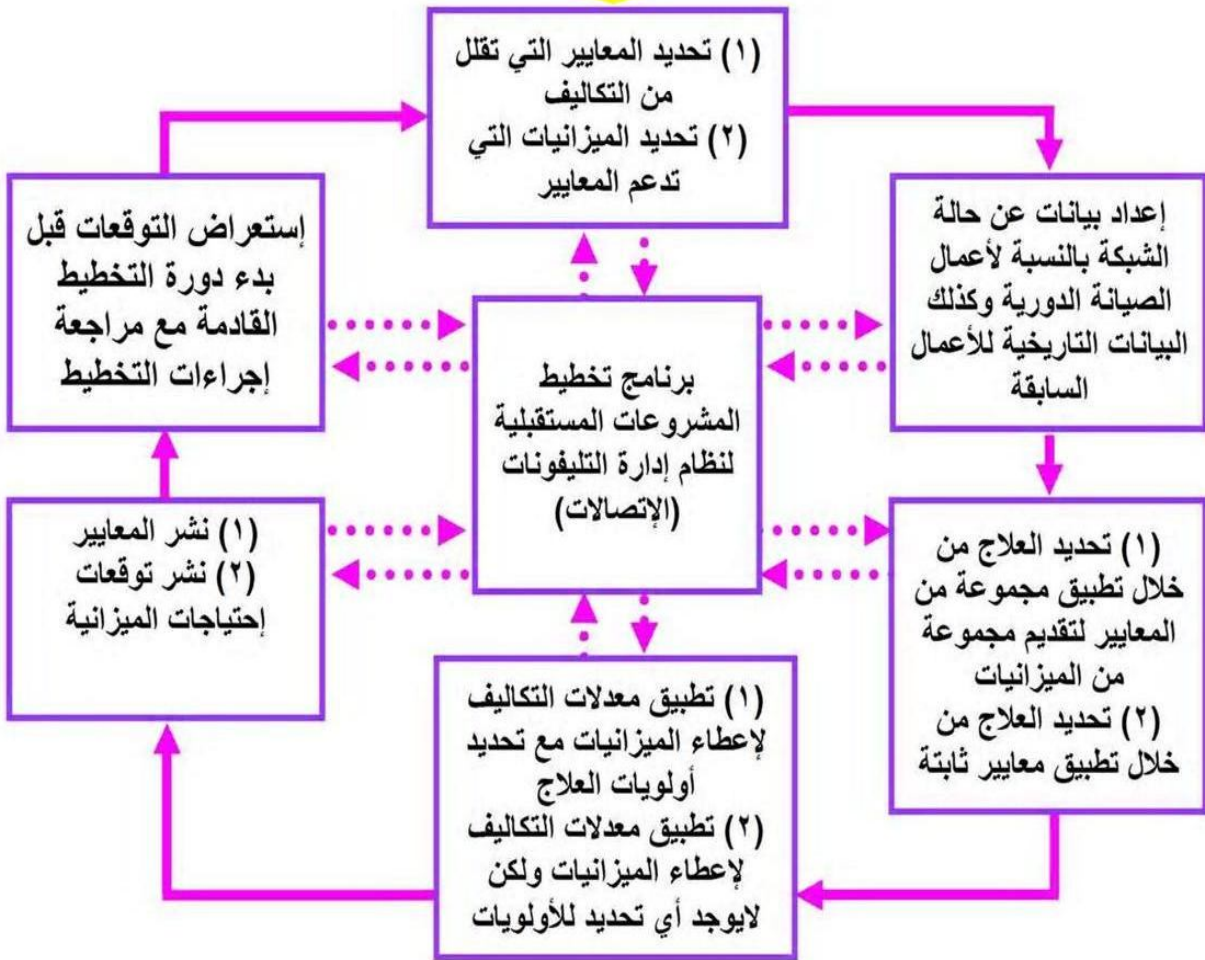 (١) تحديد المعايير التي تقلل
من التكاليف
(٢) تحديد الميزانيات التي
تدعم المعايير
إعداد بيانات عن حالة
الشبكة بالنسبة لأعمال
الصيانة الدورية وكذلك
البيانات التاريخية للأعمال
السابقة
(١) تحديد العلاج من
خلال تطبيق مجموعة من
المعايير لتقديم مجموعة
من الميزانيات
(٢) تحديد العلاج من
خلال تطبيق معايير ثابتة
(١) تطبيق معدلات التكاليف
لإعطاء الميزانيات مع تحديد
أولويات العلاج
(٢) تطبيق معدلات التكاليف
لإعطاء الميزانيات ولكن
لايوجد أي تحديد للأولويات
(١) نشر المعايير
(٢) نشر توقعات
إحتياجات الميزانية
إستعراض التوقعات قبل
بدء دورة التخطيط
القادمة مع مراجعة
إجراءات التخطيط
برنامج تخطيط
المشروعات المستقبلية
لنظام إدارة التليفونات
(الإتصالات)